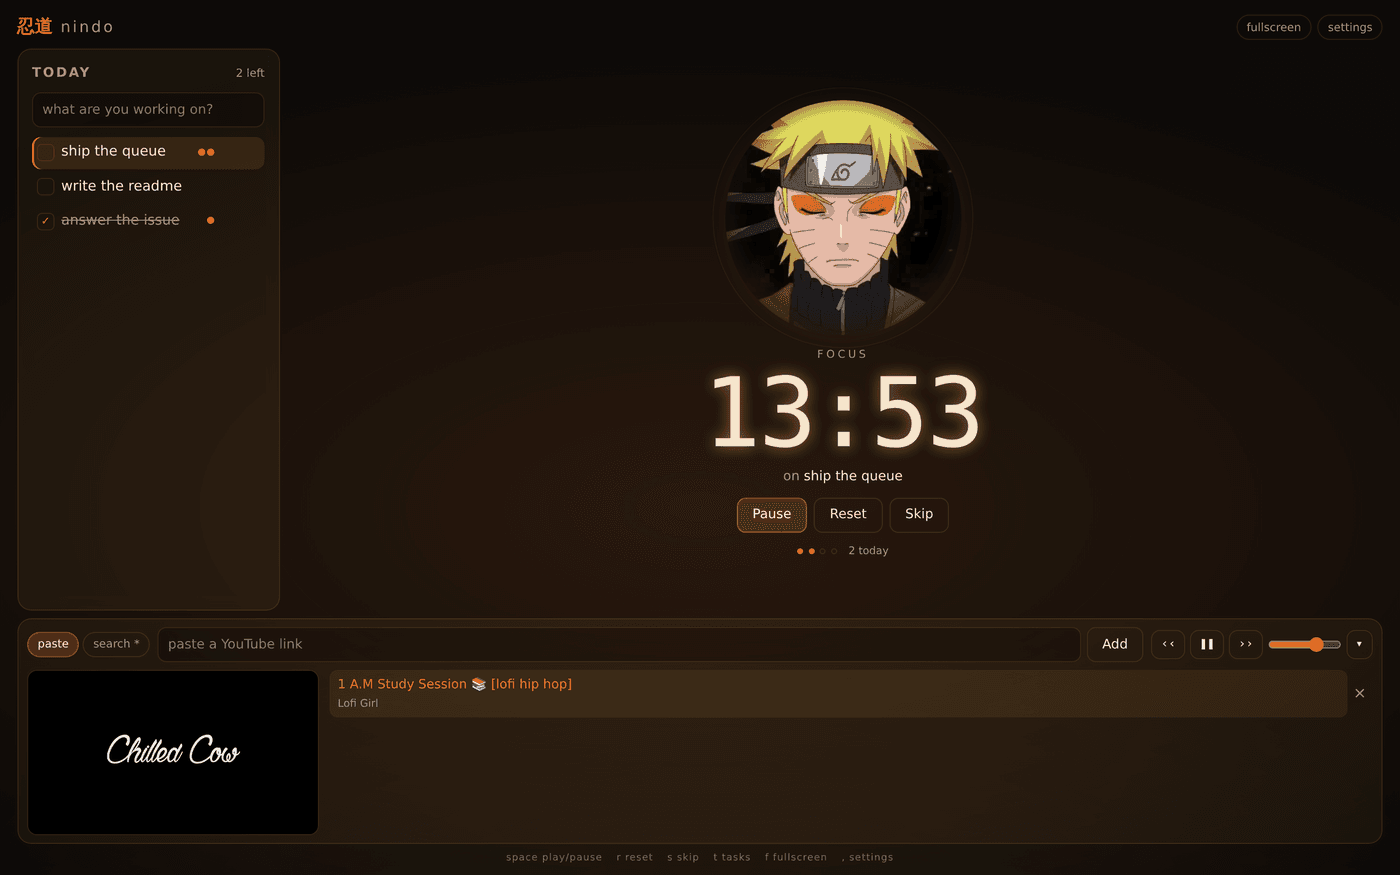 忍道 nindo
fullscreen
settings
TODAY
2 left
what are you working on?
ship the queue
write the readme
✓ answer the issue
FOCUS
13:53
on ship the queue
Pause
Reset
Skip
2 today
paste
search *
paste a YouTube link
Add
‹‹
››
▾
1 A.M Study Session 📚 [lofi hip hop]
Lofi Girl
×
Chilled Cow
space play/pause r reset s skip t tasks f fullscreen , settings